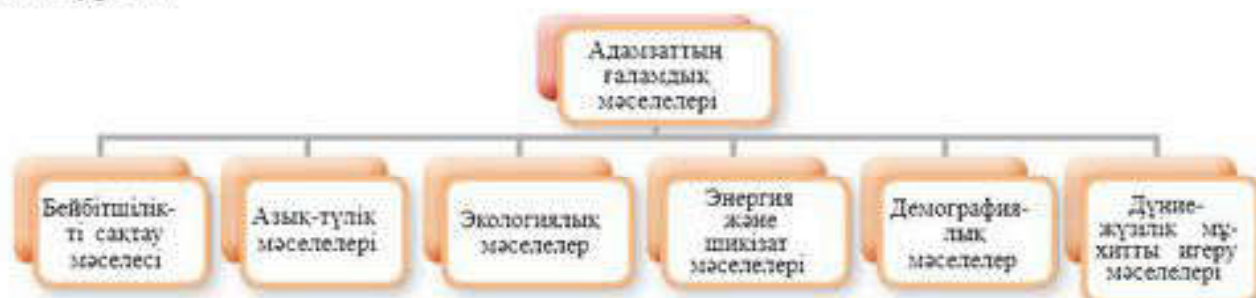 Адамзаттың
ғаламдық
мәселелері
Бейбітшілік-
ті сақтау
мәселесі
Азық-түлік
мәселелері
Экологиялық
мәселелер
Энергия
және
шикізат
мәселелері
Демография-
лық
мәселелер
Дүние-
жүзілік мұ-
хитты игеру
мәселелері